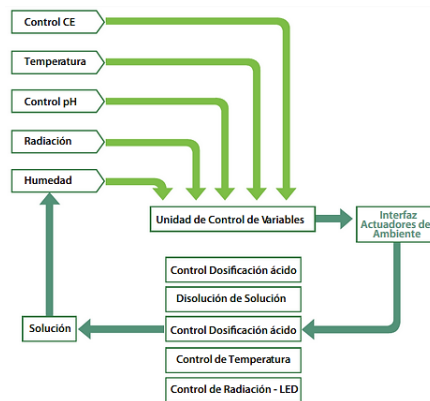 Control CE
Temperatura
Control pH
Radiación
Humedad
Unidad de Control de Variables
Interfaz
Actuadores de
Ambiente
Control Dosificación ácido
Disolución de Solución
Solución
Control Dosificación ácido
Control de Temperatura
Control de Radiación - LED